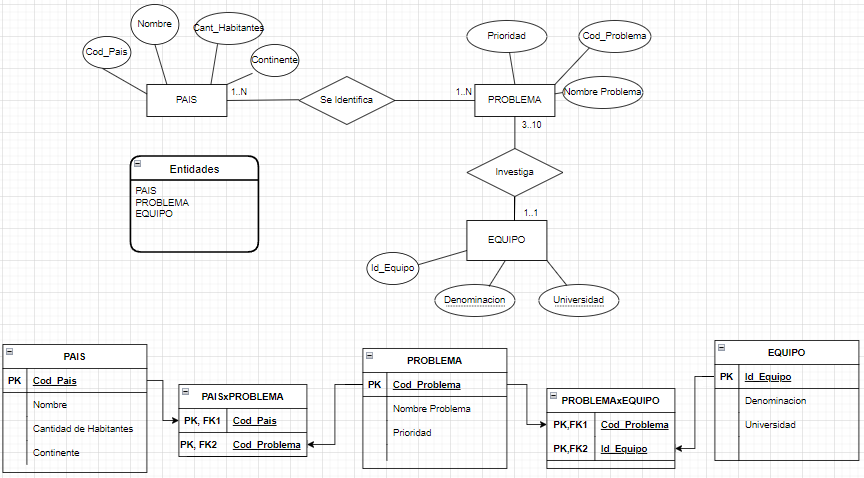 Nombre
Cant_Habitantes
Cod_Pais
Continente
PAIS
1..N
Se Identifica
1..N
Prioridad
Cod_Problema
PROBLEMA
Nombre Problema
3..10
Investiga
1..1
EQUIPO
Id_Equipo
Denominacion
Universidad
Entidades
PAIS
PROBLEMA
EQUIPO
PAIS
PK Cod_Pais
Nombre
Cantidad de Habitantes
Continente
PAISxPROBLEMA
PK, FK1 Cod_Pais
PK, FK2 Cod_Problema
PROBLEMA
PK Cod_Problema
Nombre Problema
Prioridad
PROBLEMAxEQUIPO
PK,FK1 Cod_Problema
PK,FK2 Id_Equipo
EQUIPO
PK Id_Equipo
Denominacion
Universidad